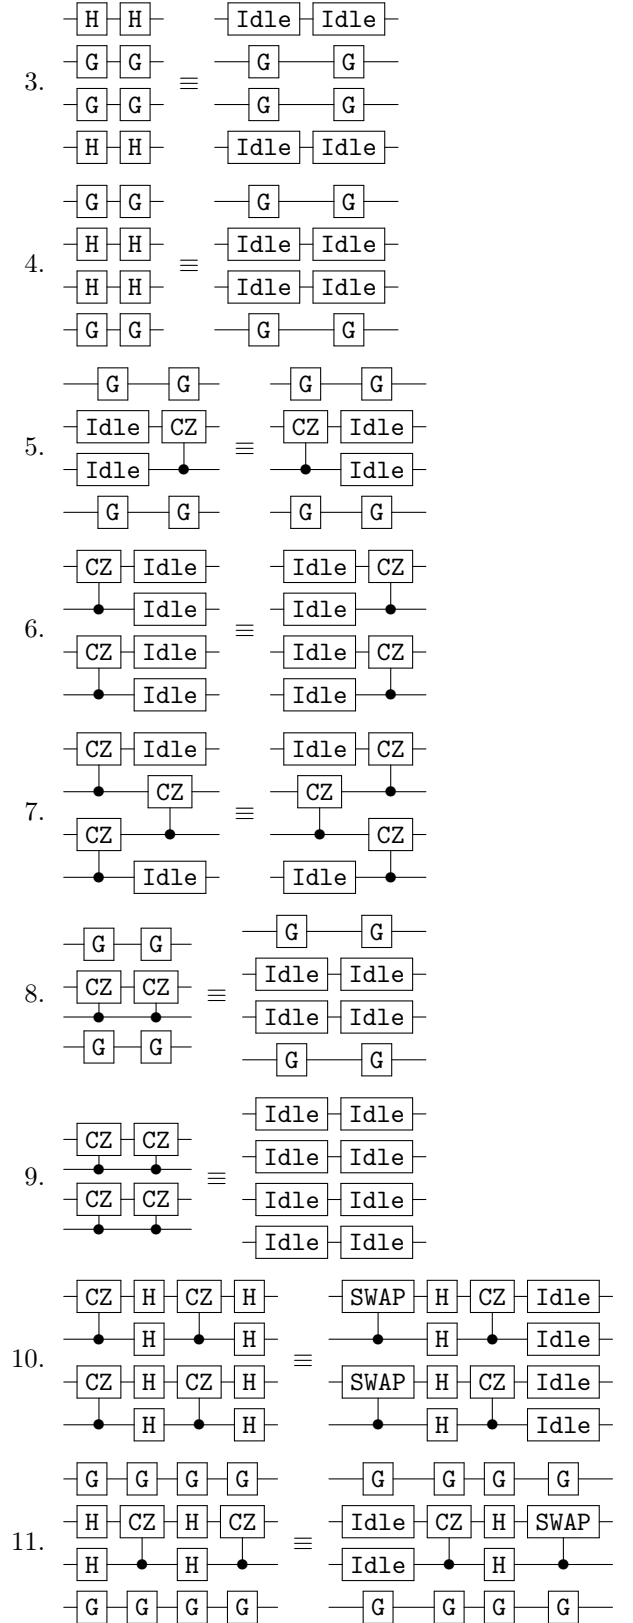 H H Idle Idle
G G G G
3. ≡
G G G G
H H Idle Idle
G G G G
H H Idle Idle
4. ≡
H H Idle Idle
G G G G
G G G G
Idle CZ CZ Idle
5. ≡
Idle Idle
G G G G
CZ Idle Idle CZ
Idle Idle
6. ≡
CZ Idle Idle CZ
Idle Idle
CZ Idle Idle CZ
CZ CZ
7. ≡
CZ CZ
Idle Idle
G G G G
CZ CZ Idle Idle
8. ≡
Idle Idle
G G G G
Idle Idle
CZ CZ Idle Idle
9. ≡
CZ CZ Idle Idle
Idle Idle
CZ H CZ H SWAP H CZ Idle
H H H Idle
10. ≡
CZ H CZ H SWAP H CZ Idle
H H H Idle
G G G G G G G G
H CZ H CZ Idle CZ H SWAP
11. ≡
H H Idle H
G G G G G G G G